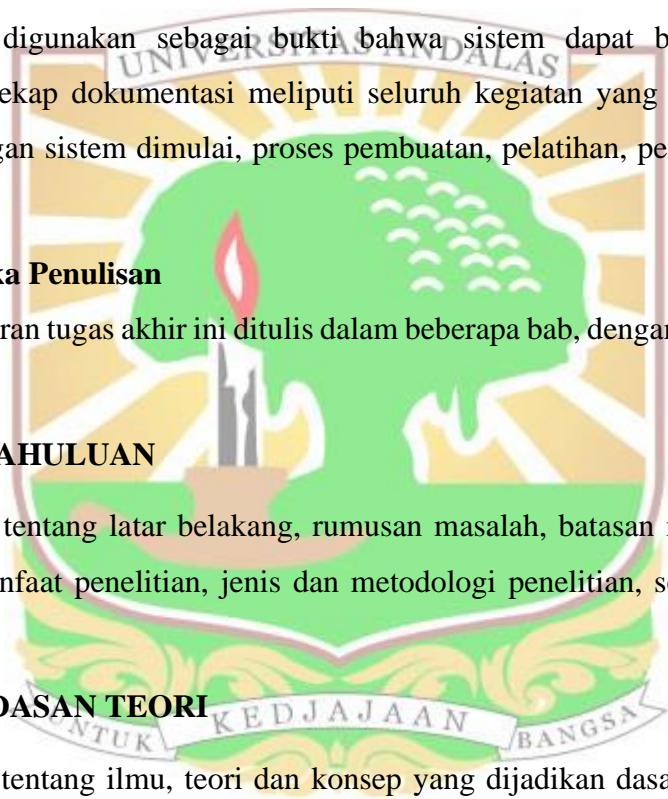 digunakan sebagai bukti bahwa sistem dapat b
UNIVERSITAS ANDALAS
ekap dokumentasi meliputi seluruh kegiatan yang
gan sistem dimulai, proses pembuatan, pelatihan, pe
ka Penulisan
ran tugas akhir ini ditulis dalam beberapa bab, dengan
AHULUAN
tentang latar belakang, rumusan masalah, batasan
nfaat penelitian, jenis dan metodologi penelitian, s
DASAN TEORI
UNTUK KEDJAJAAN BANGSA
tentang ilmu, teori dan konsep yang dijadikan dasa